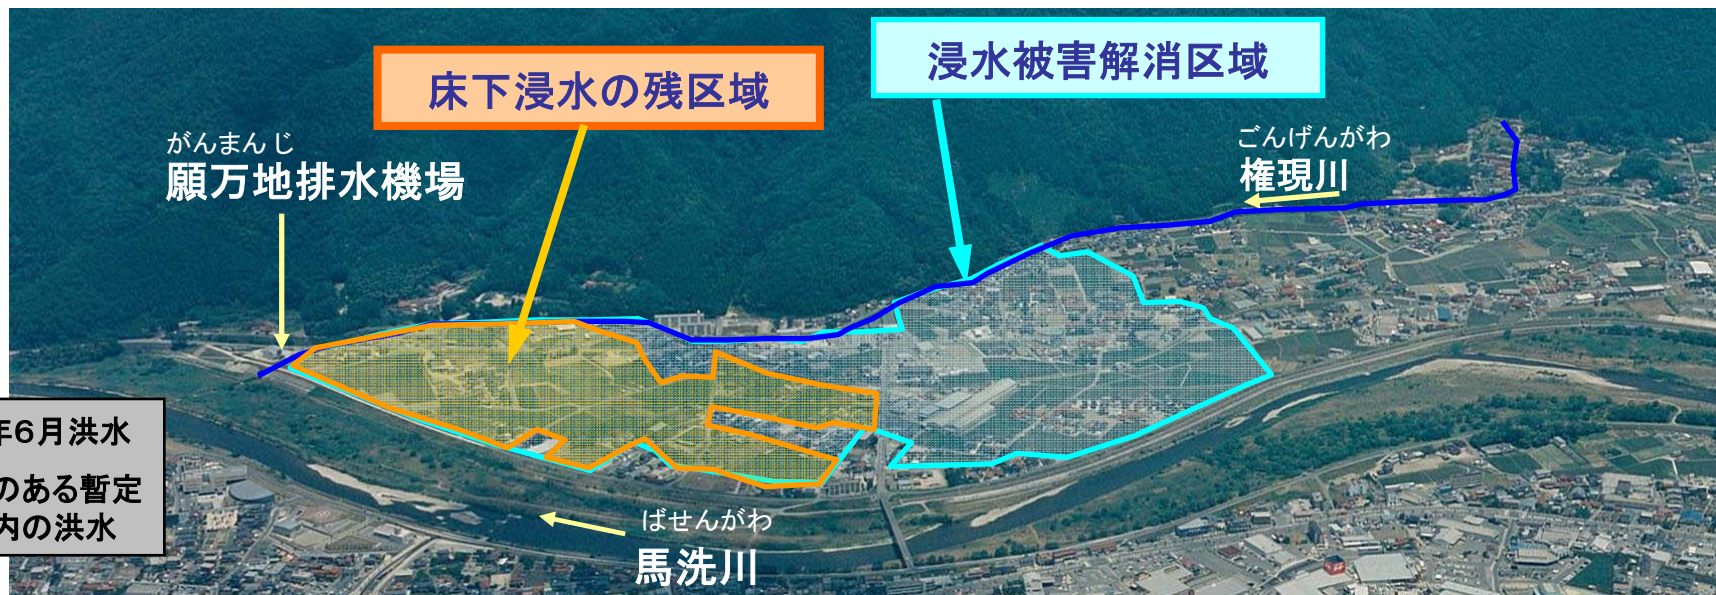 浸水被害解消区域
床下浸水の残区域
がんまんじ
願万地排水機場
ごんげんがわ
権現川
年6月洪水
のある暫定
内の洪水
ばせんがわ
馬洗川